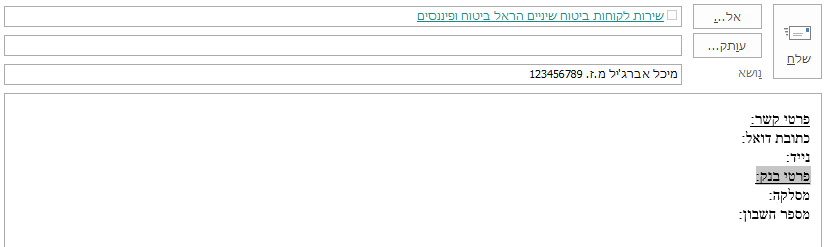 אל...
שירות לקוחות ביטוח שיניים הראל ביטוח ופיננסים
עותק...
שלח
נושא
מיכל אברג'יל מ.ז. 123456789
פרטי קשר:
כתובת דואל:
נייד:
פרטי בנק:
מסלקה:
מספר חשבון: